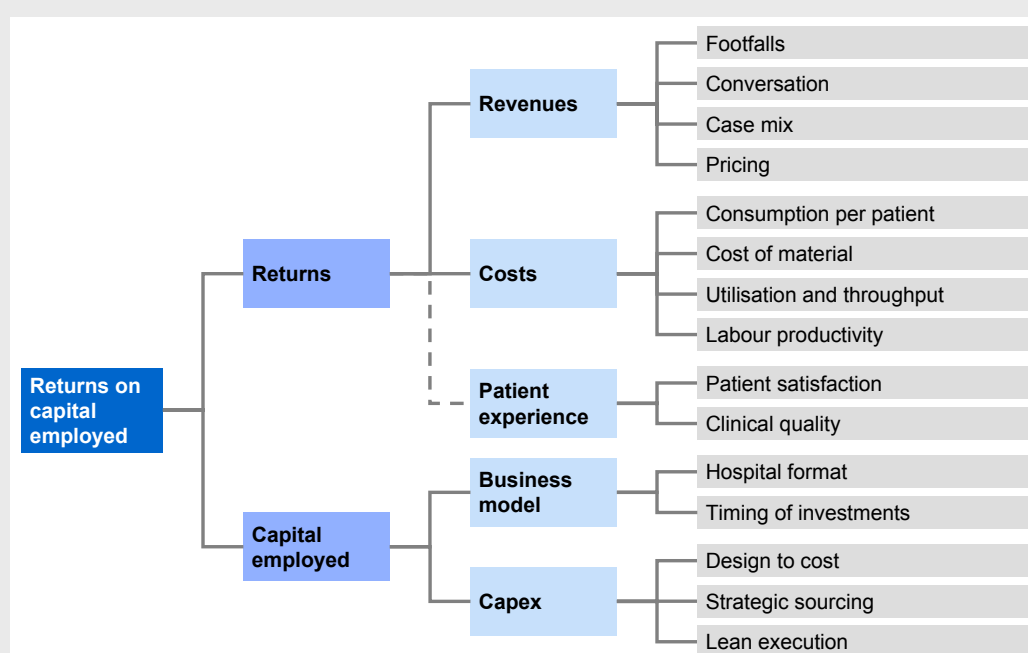 Returns on
capital
employed
Returns
Revenues
Footfalls
Conversation
Case mix
Pricing
Costs
Consumption per patient
Cost of material
Utilisation and throughput
Labour productivity
Patient
experience
Patient satisfaction
Clinical quality
Capital
employed
Business
model
Hospital format
Timing of investments
Capex
Design to cost
Strategic sourcing
Lean execution